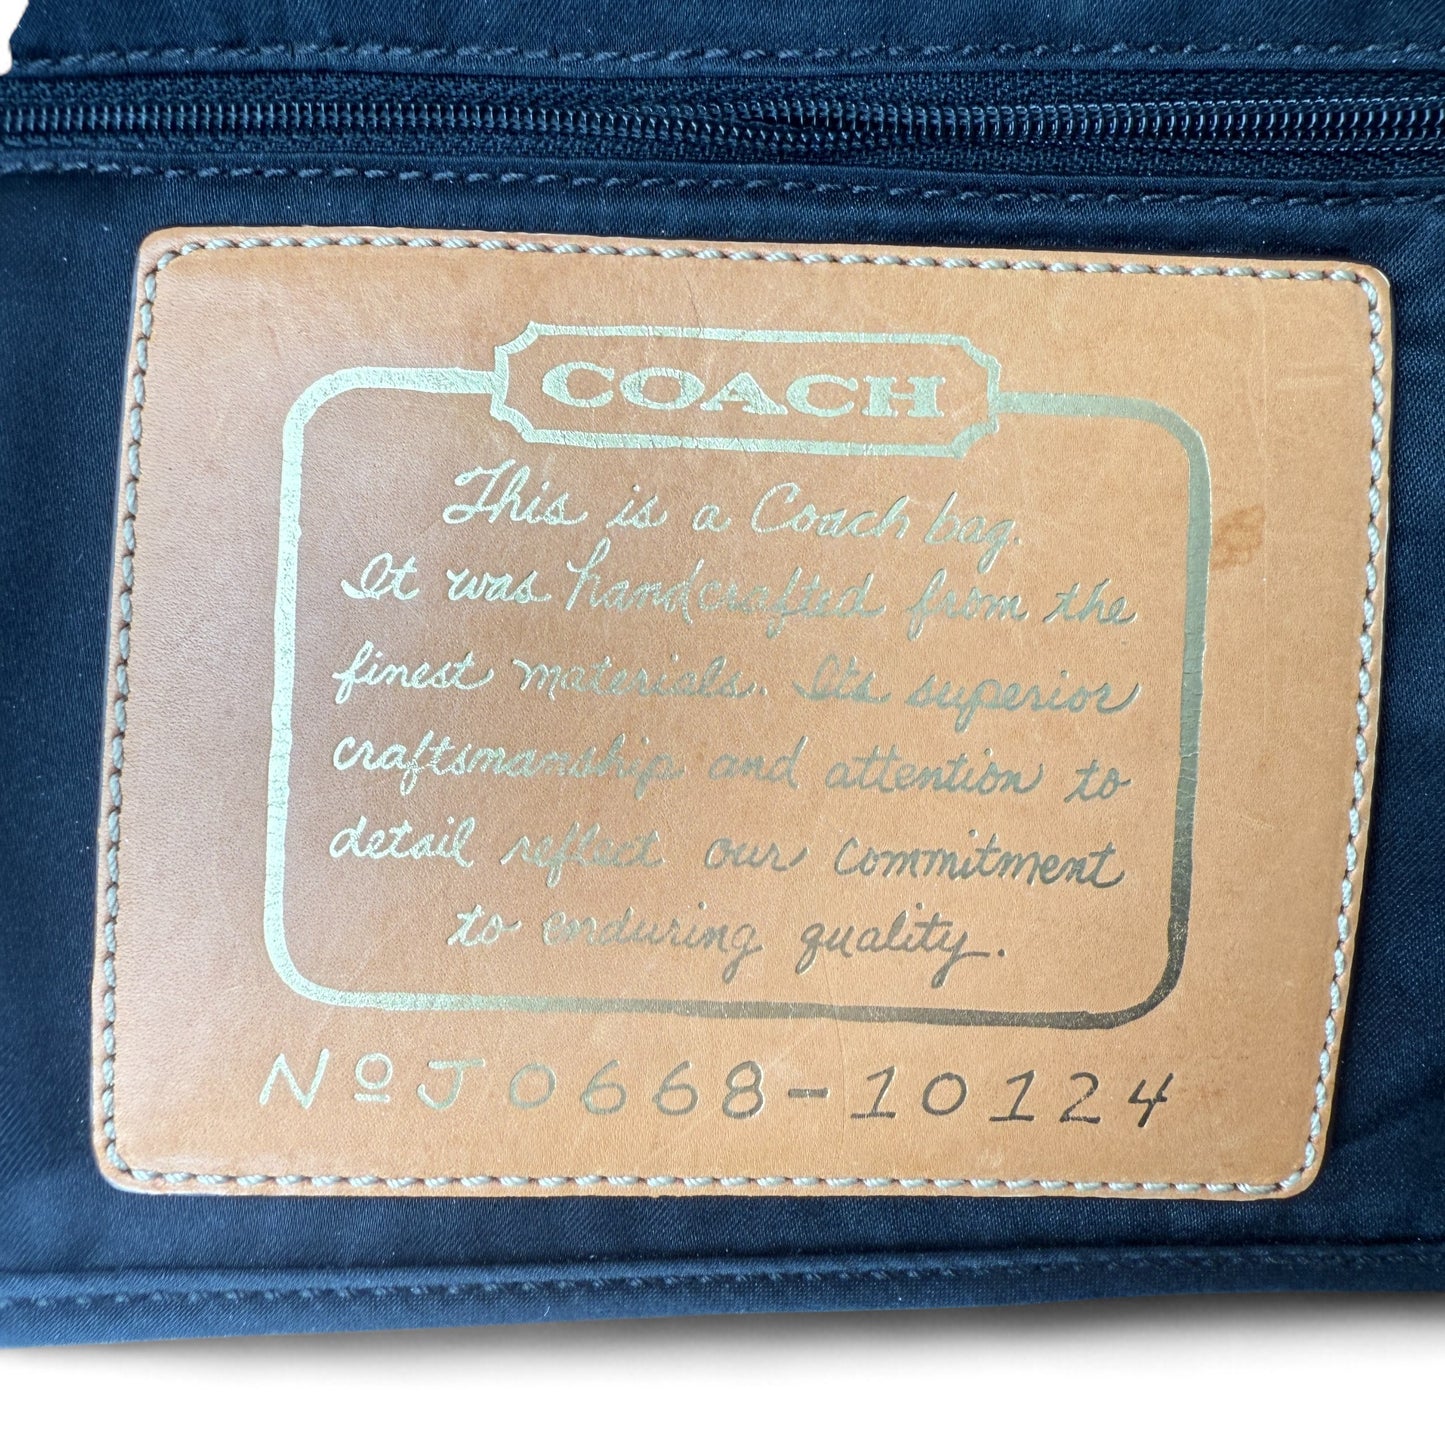 COACH
This is a Coach bag.
It was handcrafted from the
finest materials. Its superior
craftsmanship and attention to
detail reflect our commitment
to enduring quality.
Nº J0668-10124